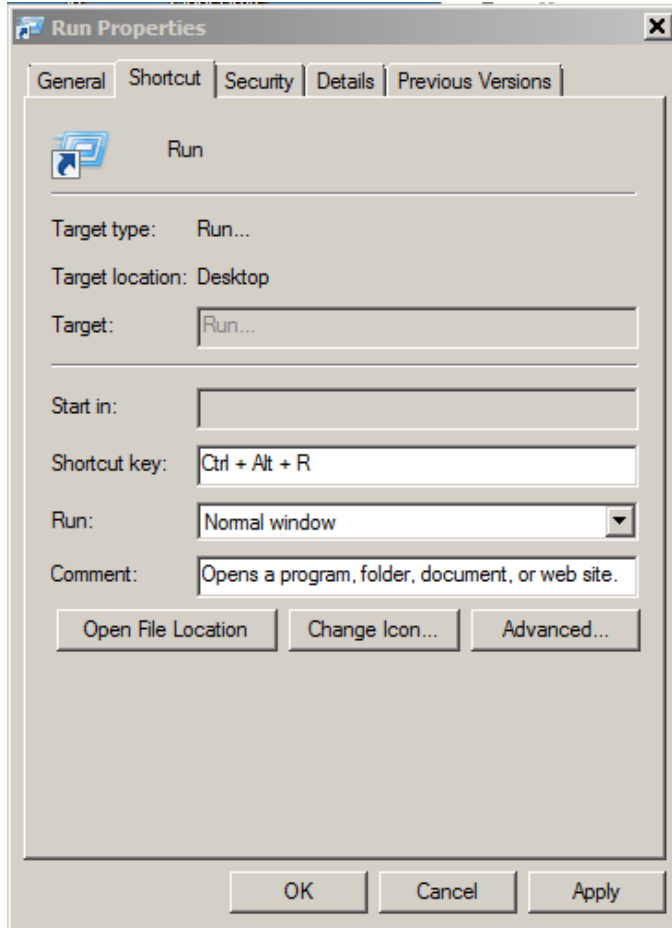 Run Properties
General Shortcut Security Details Previous Versions
Run
Target type: Run...
Target location: Desktop
Target: Run...
Start in:
Shortcut key: Ctrl + Alt + R
Run: Normal window
Comment: Opens a program, folder, document, or web site.
Open File Location Change Icon... Advanced...
OK Cancel Apply